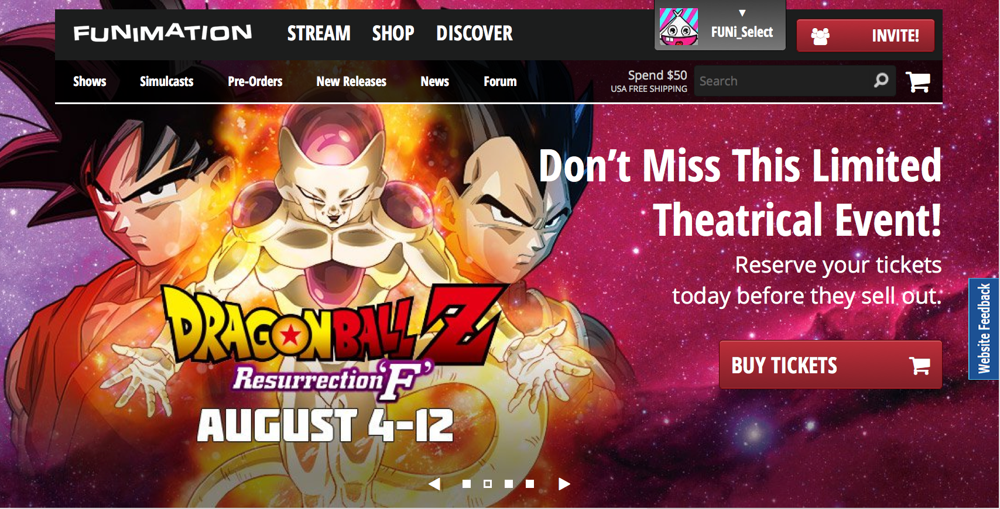 FUNIMATION
STREAM SHOP DISCOVER
▼
FUNi_Select
INVITE!
Shows Simulcasts Pre-Orders New Releases News Forum
Spend $50
USA FREE SHIPPING
Search
Don't Miss This Limited
Theatrical Event!
Reserve your tickets
today before they sell out.
BUY TICKETS
Website Feedback
DRAGON BALL Z
Resurrection 'F'
AUGUST 4-12